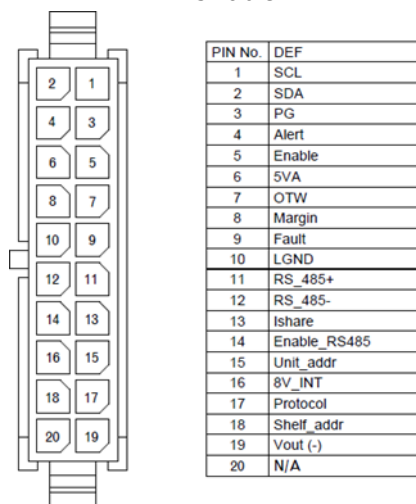 2 1
4 3
6 5
8 7
10 9
12 11
14 13
16 15
18 17
20 19
PIN No. DEF
1 SCL
2 SDA
3 PG
4 Alert
5 Enable
6 5VA
7 OTW
8 Margin
9 Fault
10 LGND
11 RS_485+
12 RS_485-
13 Ishare
14 Enable_RS485
15 Unit_addr
16 8V_INT
17 Protocol
18 Shelf_addr
19 Vout (-)
20 N/A